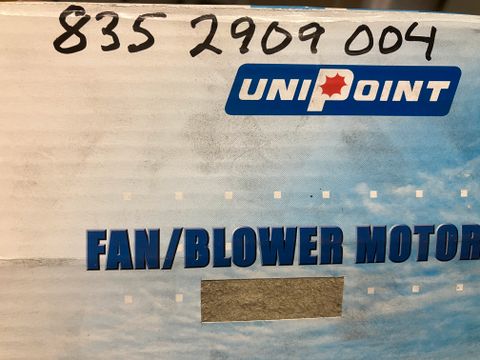 835 2909 004
UNIPOINT
FAN/BLOWER MOTOR